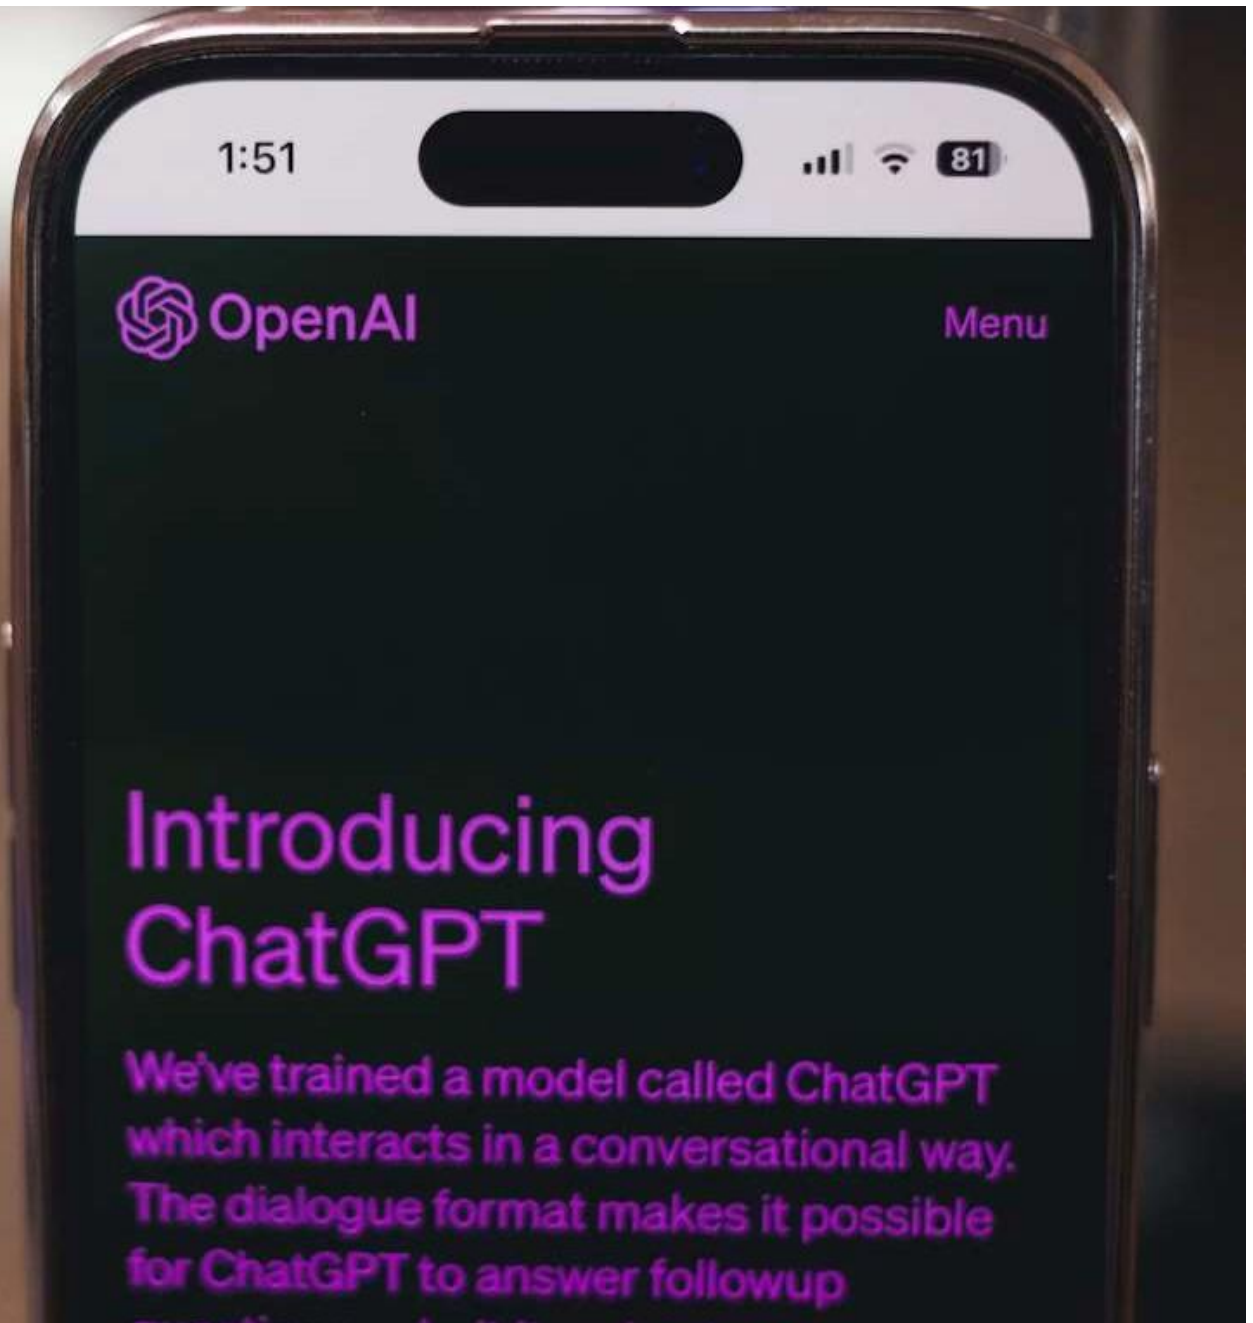 1:51
81
OpenAI
Menu
Introducing
ChatGPT
We've trained a model called ChatGPT
which interacts in a conversational way.
The dialogue format makes it possible
for ChatGPT to answer followup